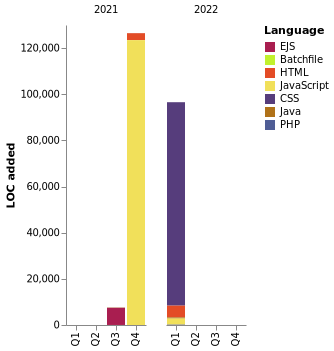 2021 2022
Language
EJS
Batchfile
HTML
JavaScript
CSS
Java
PHP
LOC added
120,000
100,000
80,000
60,000
40,000
20,000
0
Q1 Q2 Q3 Q4 Q1 Q2 Q3 Q4